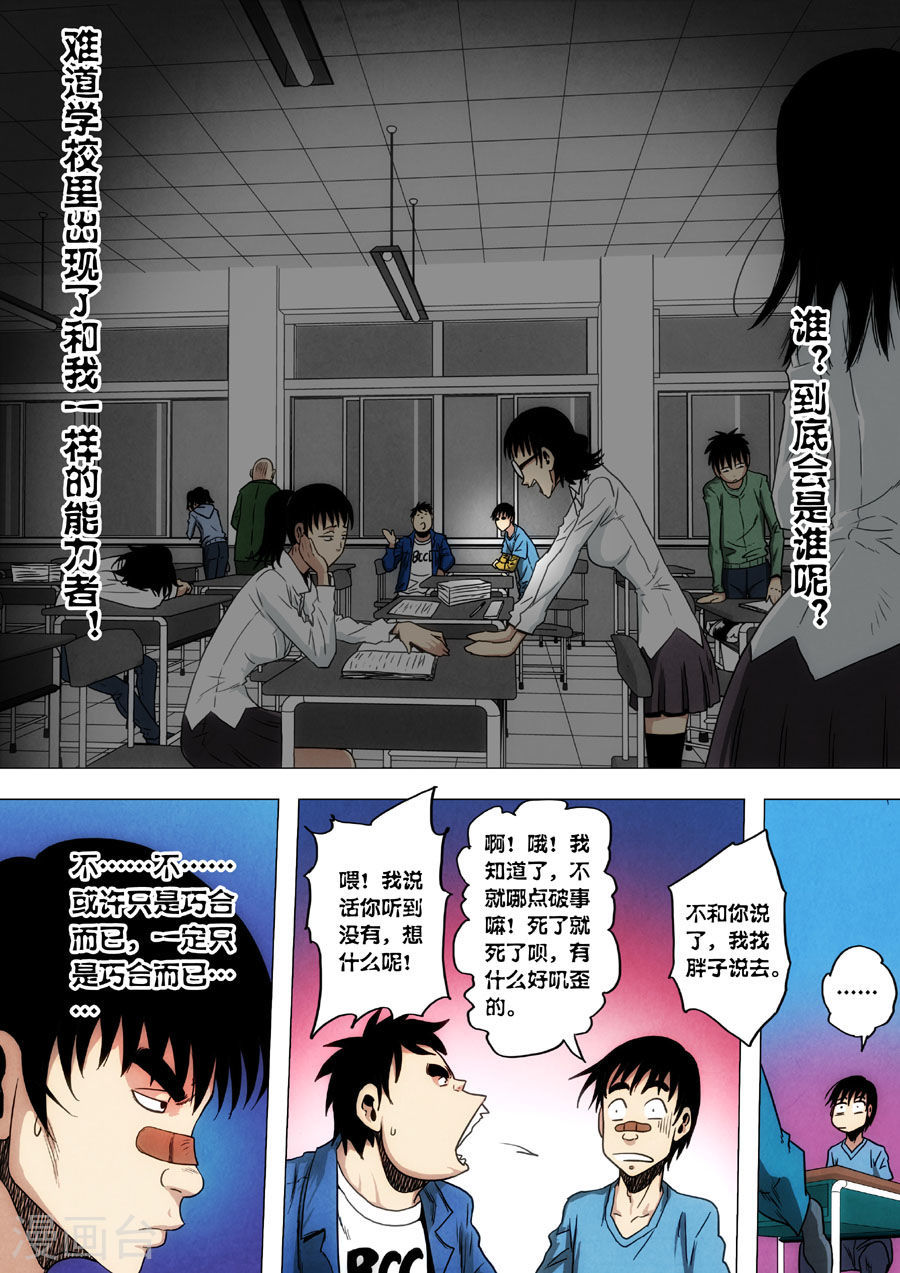 难道学校里出现了和我一样的能力者！
谁？到底会是谁呢？
BCCD
不……不……
或许只是巧合
而已，一定只
是巧合而已…
…
喂！我说
话你听到
没有，想
什么呢！
啊！哦！我
知道了，不
就哪点破事
嘛！死了就
死了呗，有
什么好叽歪
的。
不和你说
了，我找
胖子说去。
……
BCC
漫画台